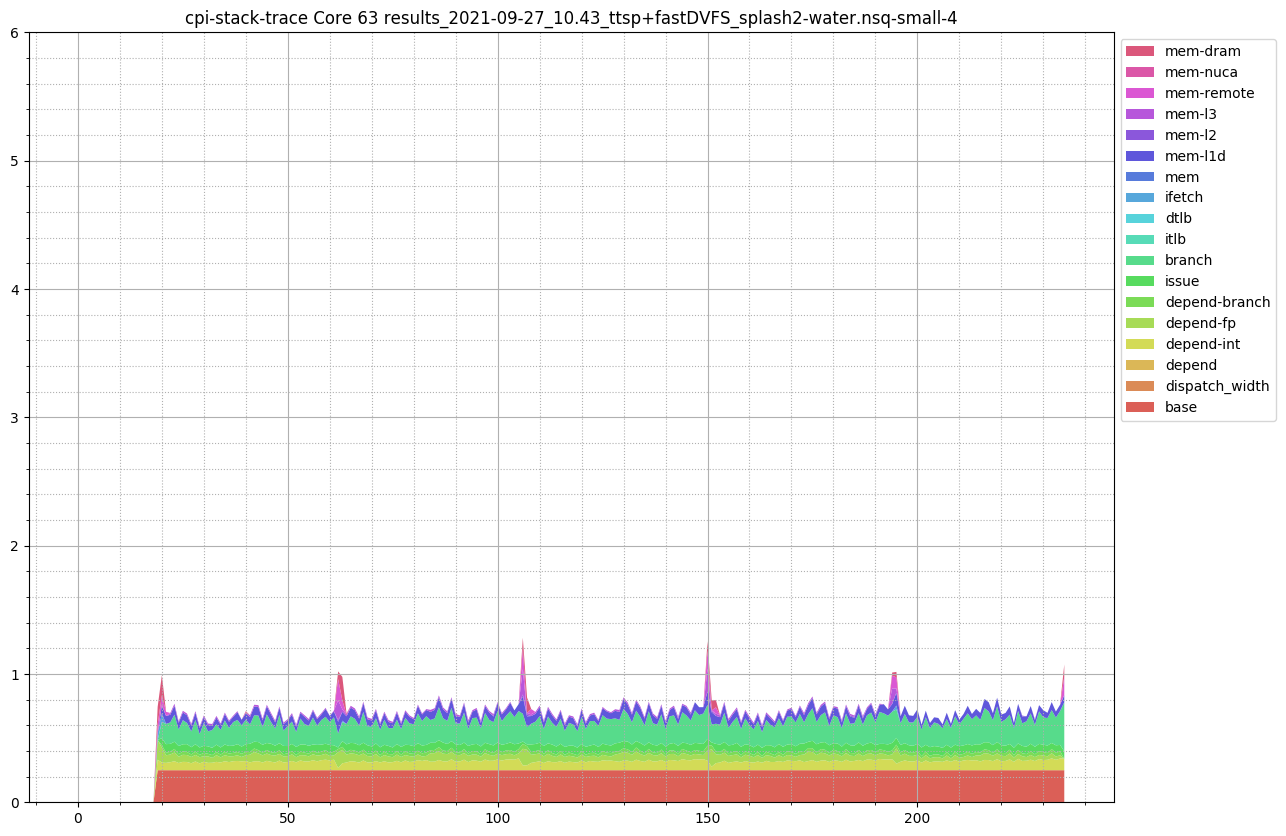 cpi-stack-trace Core 63 results_2021-09-27_10.43_ttsp+fastDVFS_splash2-water.nsq-small-4
6
5
4
3
2
1
0
0 50 100 150 200
mem-dram
mem-nuca
mem-remote
mem-l3
mem-l2
mem-l1d
mem
ifetch
dtlb
itlb
branch
issue
depend-branch
depend-fp
depend-int
depend
dispatch_width
base